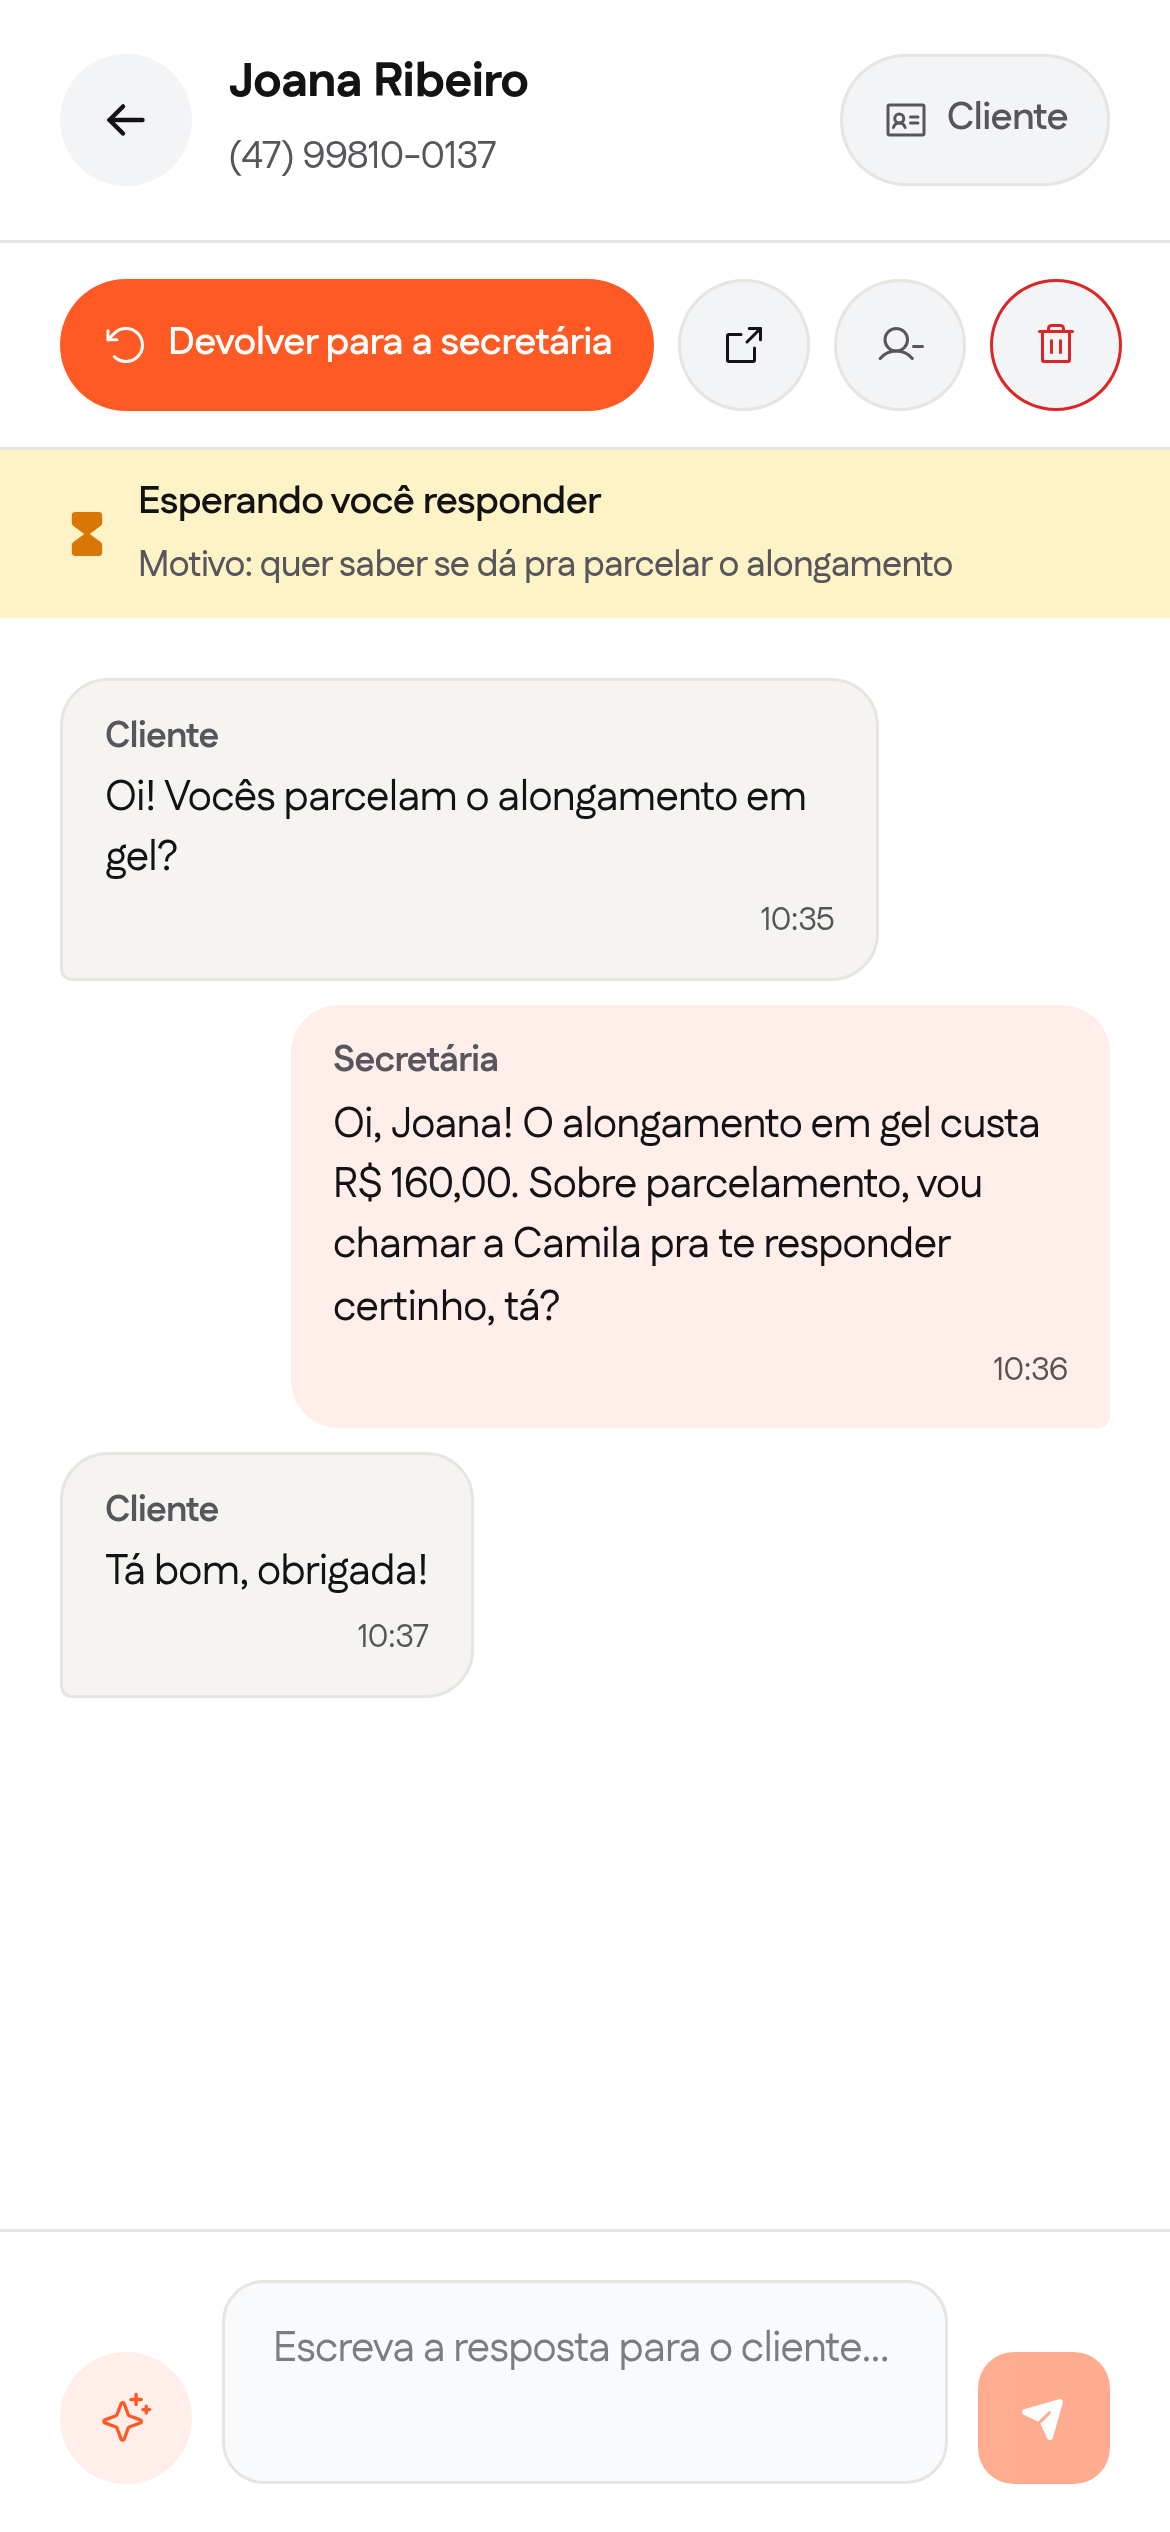 Joana Ribeiro
(47) 99810-0137
Cliente
Devolver para a secretária
Esperando você responder
Motivo: quer saber se dá pra parcelar o alongamento
Cliente
Oi! Vocês parcelam o alongamento em
gel?
10:35
Secretária
Oi, Joana! O alongamento em gel custa
R$ 160,00. Sobre parcelamento, vou
chamar a Camila pra te responder
certinho, tá?
10:36
Cliente
Tá bom, obrigada!
10:37
Escreva a resposta para o cliente...